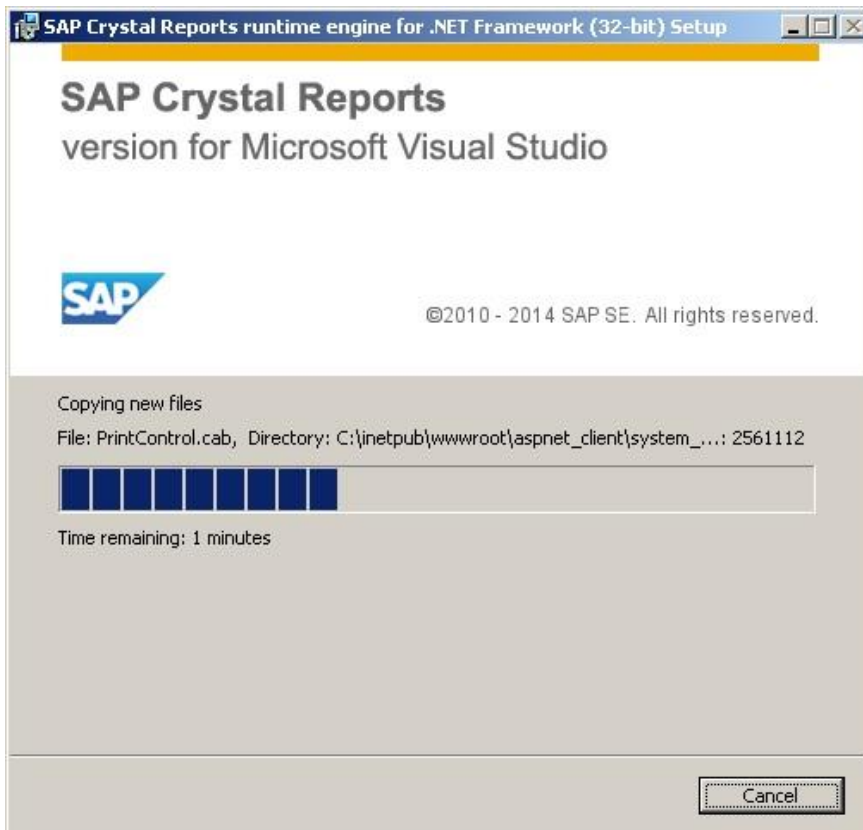 SAP Crystal Reports runtime engine for .NET Framework (32-bit) Setup
SAP Crystal Reports
version for Microsoft Visual Studio
SAP
©2010 - 2014 SAP SE. All rights reserved.
Copying new files
File: PrintControl.cab, Directory: C:\inetpub\wwwroot\aspnet_client\system_...: 2561112
Time remaining: 1 minutes
Cancel